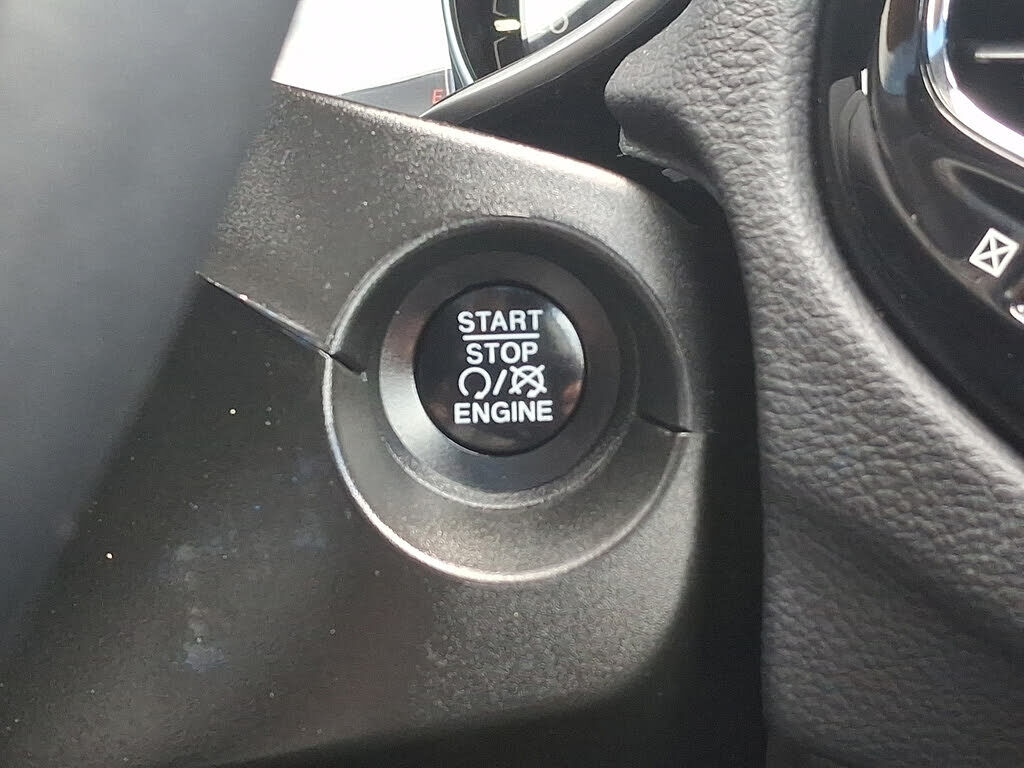 START
STOP
/
ENGINE